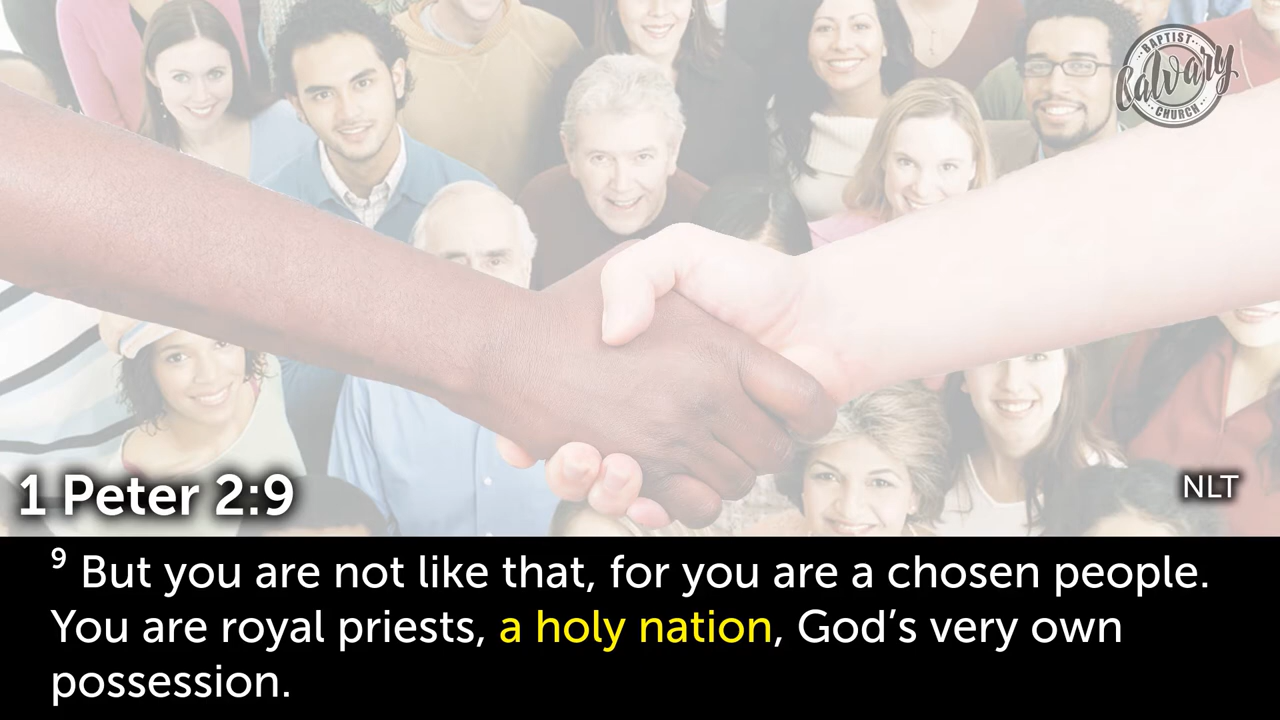 BAPTIST
Calvary
CHURCH
1 Peter 2:9
NLT
⁹ But you are not like that, for you are a chosen people.
You are royal priests, a holy nation, God’s very own
possession.